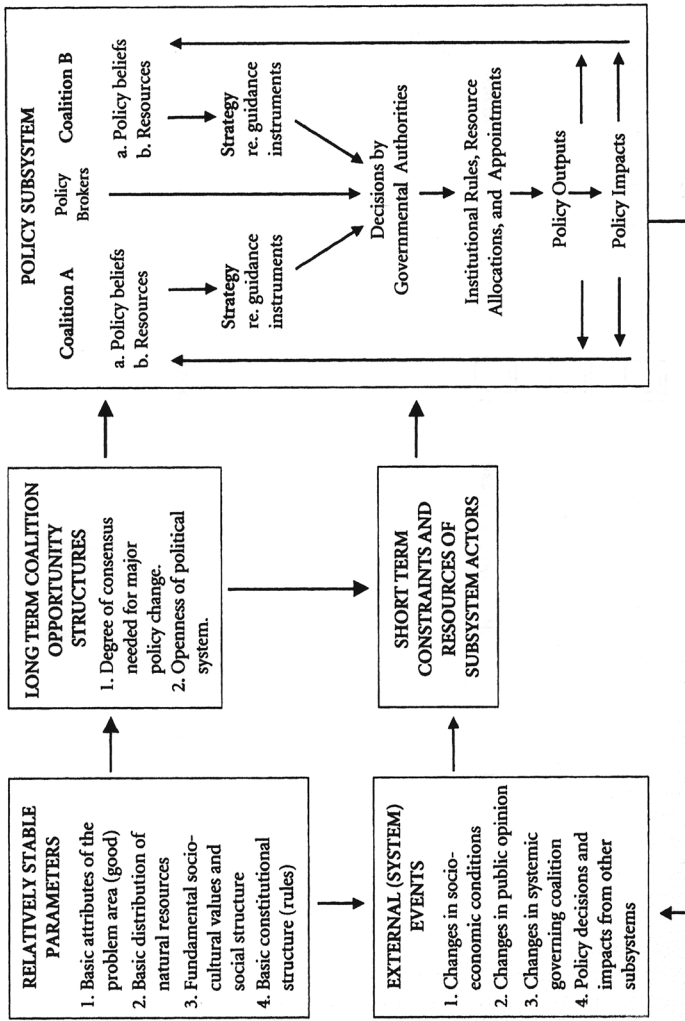 RELATIVELY STABLE
PARAMETERS
1. Basic attributes of the
problem area (good)
2. Basic distribution of
natural resources
3. Fundamental socio-
cultural values and
social structure
4. Basic constitutional
structure (rules)
EXTERNAL (SYSTEM)
EVENTS
1. Changes in socio-
economic conditions
2. Changes in public opinion
3. Changes in systemic
governing coalition
4. Policy decisions and
impacts from other
subsystems
LONG TERM COALITION
OPPORTUNITY
STRUCTURES
1. Degree of consensus
needed for major
policy change.
2. Openness of political
system.
SHORT TERM
CONSTRAINTS AND
RESOURCES OF
SUBSYSTEM ACTORS
POLICY SUBSYSTEM
Coalition A
a. Policy beliefs
b. Resources
Policy
Brokers
Coalition B
a. Policy beliefs
b. Resources
Strategy
re. guidance
instruments
Strategy
re. guidance
instruments
Decisions by
Governmental Authorities
Institutional Rules, Resource
Allocations, and Appointments
Policy Outputs
Policy Impacts